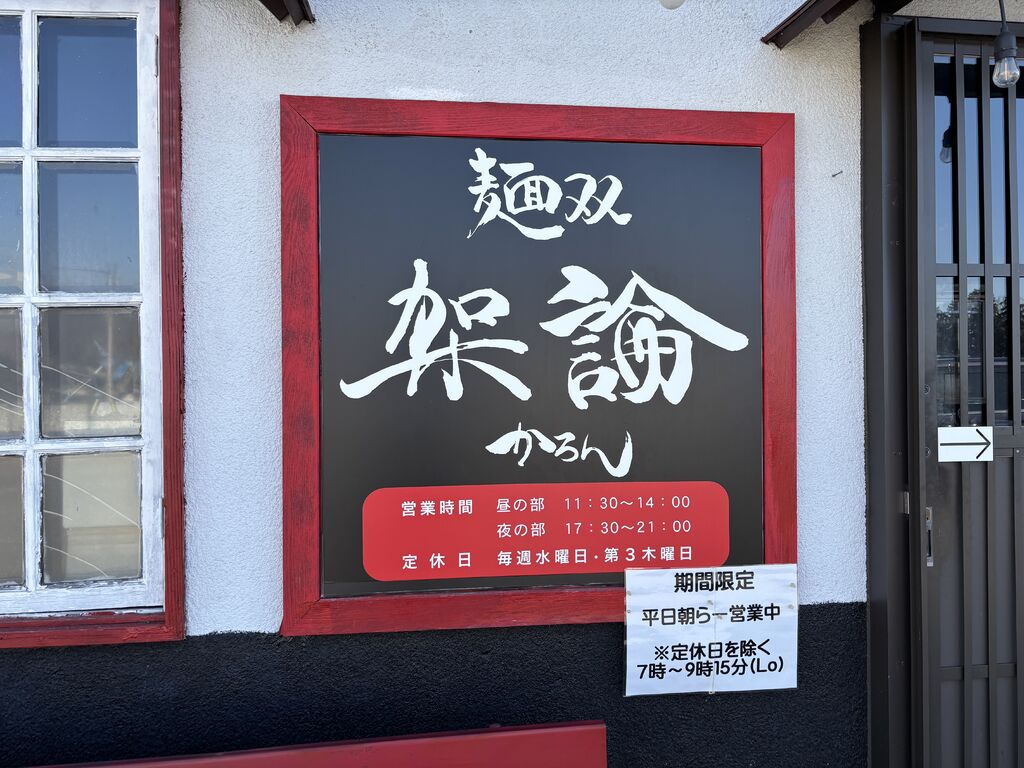 麺双
架論
かろん
営業時間 昼の部 11：30～14：00
夜の部 17：30～21：00
定休日 毎週水曜日・第3木曜日
期間限定
平日朝らー営業中
※定休日を除く
7時～9時15分(Lo)
→